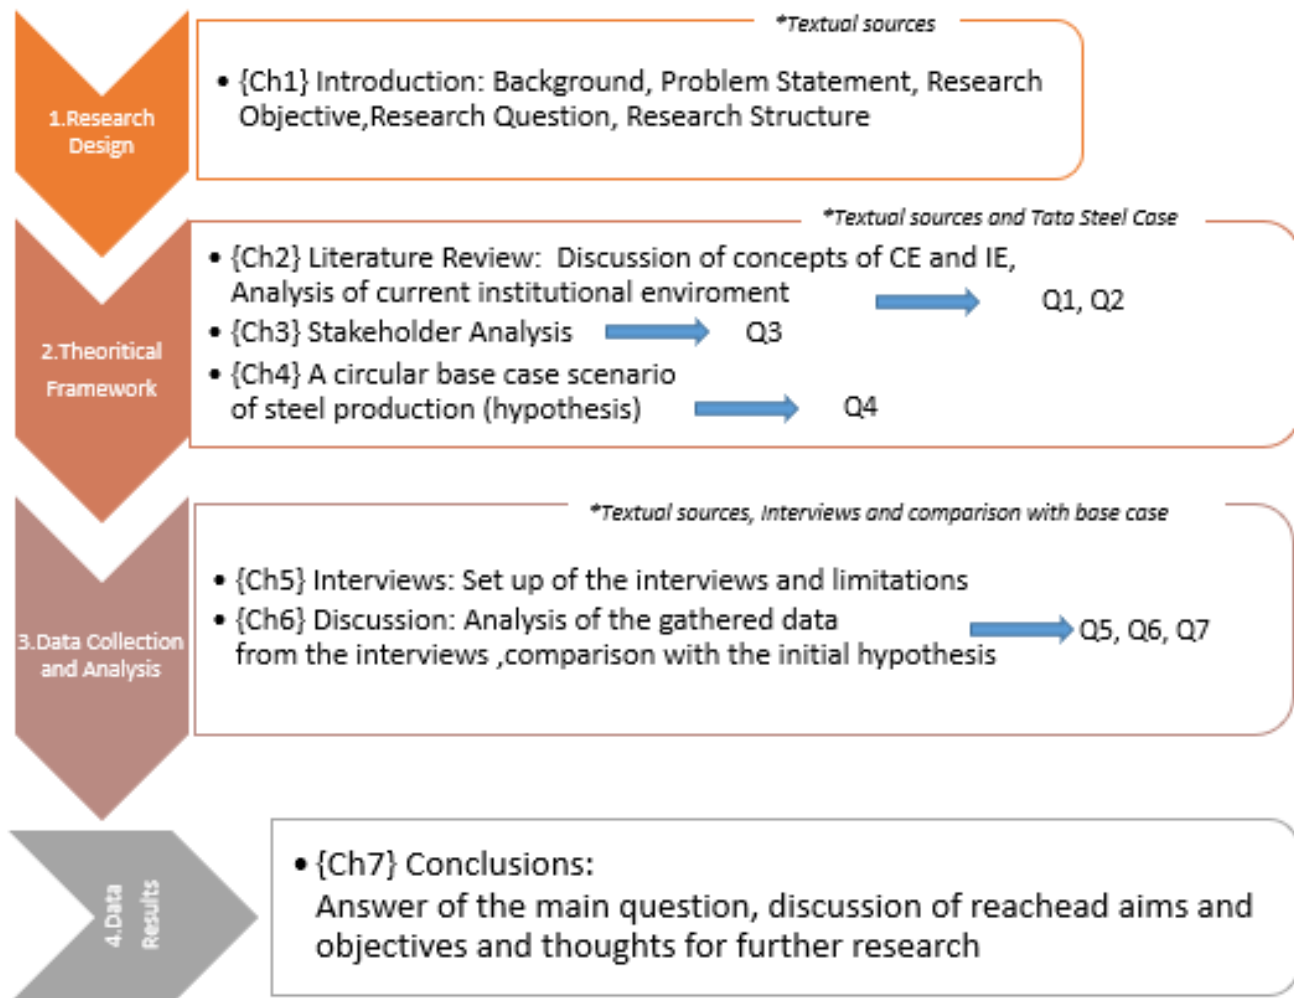 *Textual sources
1.Research
Design
• {Ch1} Introduction: Background, Problem Statement, Research
Objective,Research Question, Research Structure
*Textual sources and Tata Steel Case
2.Theoritical
Framework
• {Ch2} Literature Review:  Discussion of concepts of CE and IE,
Analysis of current institutional enviroment
Q1, Q2
• {Ch3} Stakeholder Analysis
Q3
• {Ch4} A circular base case scenario
of steel production (hypothesis)
Q4
*Textual sources, Interviews and comparison with base case
3.Data Collection
and Analysis
• {Ch5} Interviews: Set up of the interviews and limitations
• {Ch6} Discussion: Analysis of the gathered data
from the interviews ,comparison with the initial hypothesis
Q5, Q6, Q7
4.Data
Results
• {Ch7} Conclusions:
Answer of the main question, discussion of reachead aims and
objectives and thoughts for further research